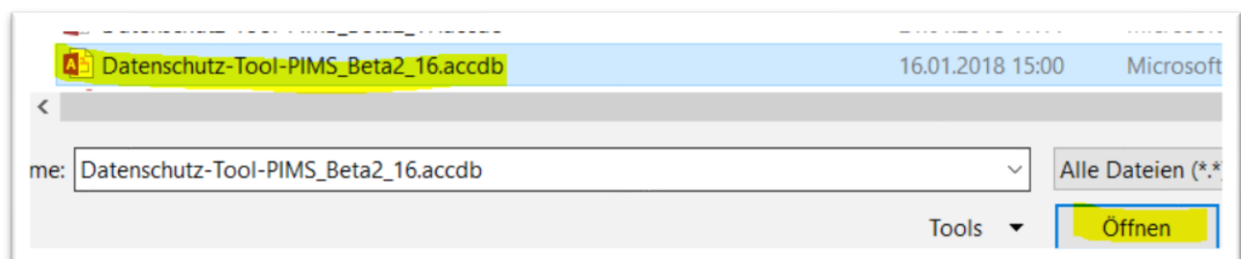 Datenschutz-Tool-PIMS_Beta2_16.accdb 16.01.2018 15:00 Microsoft
me: Datenschutz-Tool-PIMS_Beta2_16.accdb Alle Dateien (*.*
Tools Öffnen